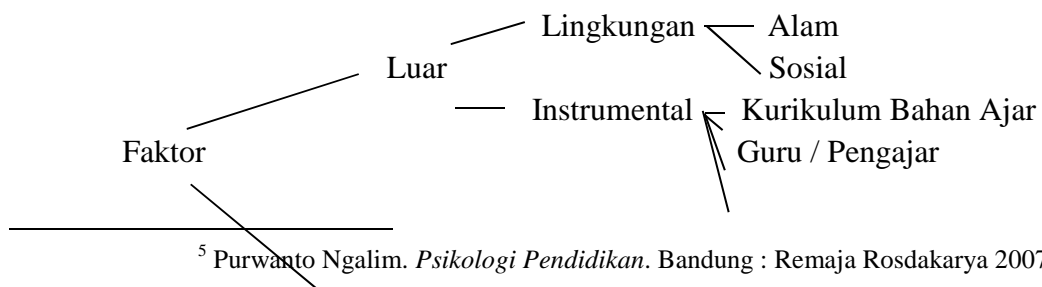 Lingkungan Alam
Luar Sosial
Instrumental Kurikulum Bahan Ajar
Faktor Guru / Pengajar
5 Purwanto Ngalim. Psikologi Pendidikan. Bandung : Remaja Rosdakarya 2007